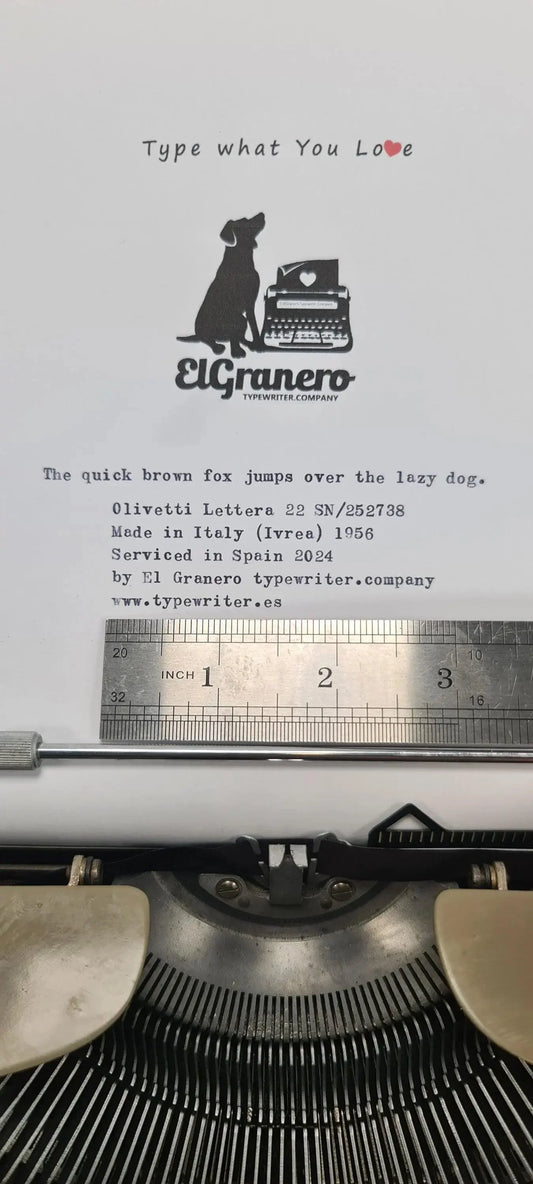 Type what You Lo❤e
ElGranero
TYPEWRITER.COMPANY
The quick brown fox jumps over the lazy dog.
Olivetti Lettera 22 SN/252738
Made in Italy (Ivrea) 1956
Serviced in Spain 2024
by El Granero typewriter.company
www.typewriter.es
20 INCH 1 2 3 10
32 16